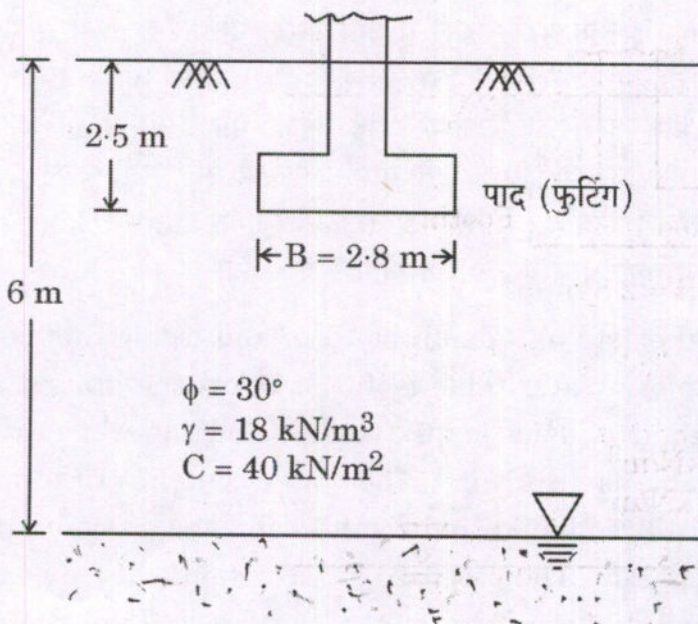 2·5 m
पाद (फुटिंग)
B = 2·8 m
6 m
ϕ = 30°
γ = 18 kN/m³
C = 40 kN/m²